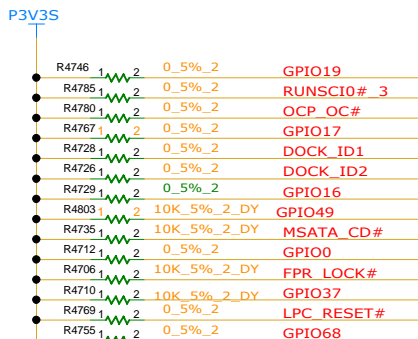 P3V3S
R4746 1 2 0_5%_2 GPIO19
R4785 1 2 0_5%_2 RUNSCI0#_3
R4780 1 2 0_5%_2 OCP_OC#
R4767 1 2 0_5%_2 GPIO17
R4728 1 2 0_5%_2 DOCK_ID1
R4726 1 2 0_5%_2 DOCK_ID2
R4729 1 2 0_5%_2 GPIO16
R4803 1 2 10K_5%_2_DY GPIO49
R4735 1 2 10K_5%_2_DY MSATA_CD#
R4712 1 2 0_5%_2 GPIO0
R4706 1 2 10K_5%_2_DY FPR_LOCK#
R4710 1 2 10K_5%_2_DY GPIO37
R4769 1 2 0_5%_2 LPC_RESET#
R4755 1 2 0_5%_2 GPIO68